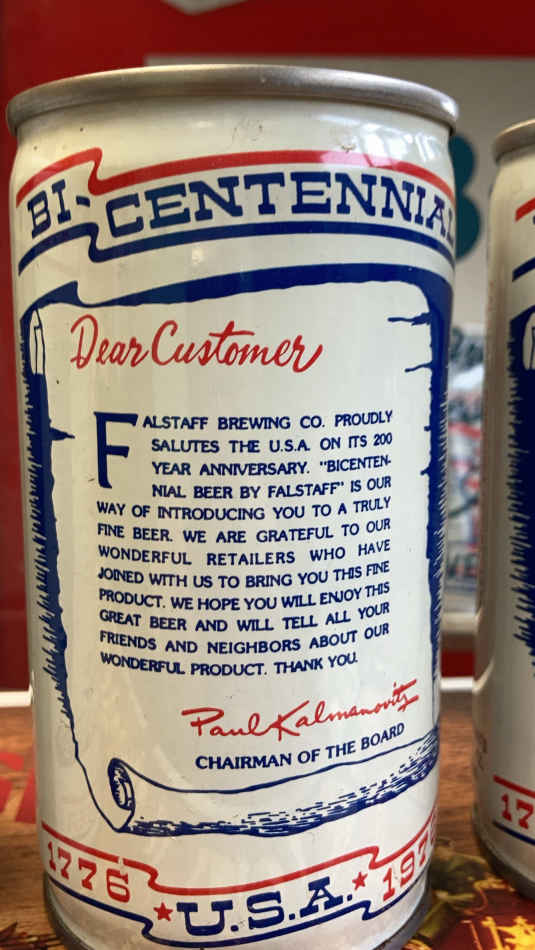 BI-CENTENNIAL
Dear Customer
FALSTAFF BREWING CO. PROUDLY
SALUTES THE U.S.A. ON ITS 200
YEAR ANNIVERSARY. "BICENTEN-
NIAL BEER BY FALSTAFF" IS OUR
WAY OF INTRODUCING YOU TO A TRULY
FINE BEER. WE ARE GRATEFUL TO OUR
WONDERFUL RETAILERS WHO HAVE
JOINED WITH US TO BRING YOU THIS FINE
PRODUCT. WE HOPE YOU WILL ENJOY THIS
GREAT BEER AND WILL TELL ALL YOUR
FRIENDS AND NEIGHBORS ABOUT OUR
WONDERFUL PRODUCT. THANK YOU.
Paul Kalmanovitz
CHAIRMAN OF THE BOARD
1776 ★ U.S.A. ★ 197
17